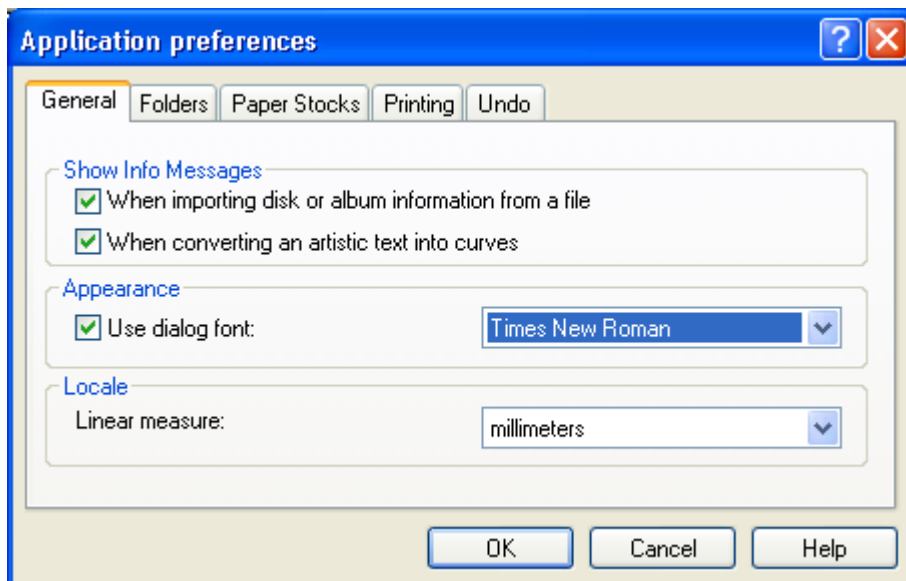 Application preferences
General Folders Paper Stocks Printing Undo
Show Info Messages
When importing disk or album information from a file
When converting an artistic text into curves
Appearance
Use dialog font: Times New Roman
Locale
Linear measure: millimeters
OK Cancel Help